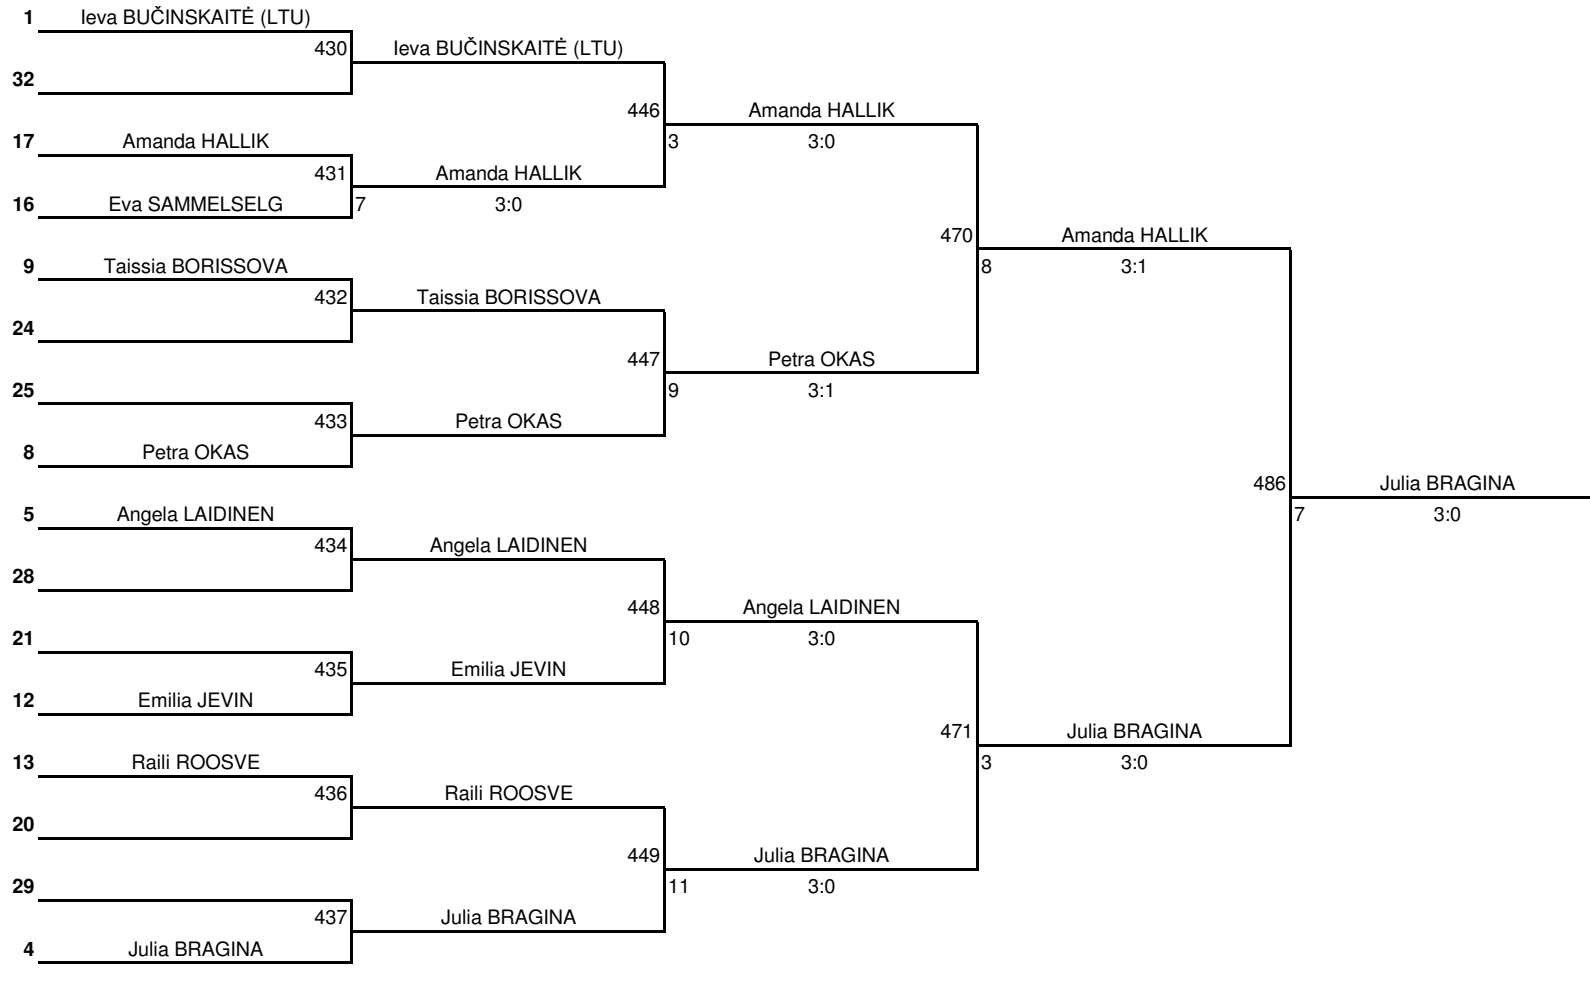 1 Ieva BUČINSKAITĖ (LTU)
430 Ieva BUČINSKAITĖ (LTU)
32
446 Amanda HALLIK
17 Amanda HALLIK 3 3:0
431 Amanda HALLIK
16 Eva SAMMELSELG 7 3:0
470 Amanda HALLIK
9 Taissia BORISSOVA 8 3:1
432 Taissia BORISSOVA
24
447 Petra OKAS
25 9 3:1
433 Petra OKAS
8 Petra OKAS
486 Julia BRAGINA
5 Angela LAIDINEN 7 3:0
434 Angela LAIDINEN
28
448 Angela LAIDINEN
21 10 3:0
435 Emilia JEVIN
12 Emilia JEVIN
471 Julia BRAGINA
13 Raili ROOSVE 3 3:0
436 Raili ROOSVE
20
449 Julia BRAGINA
29 11 3:0
437 Julia BRAGINA
4 Julia BRAGINA